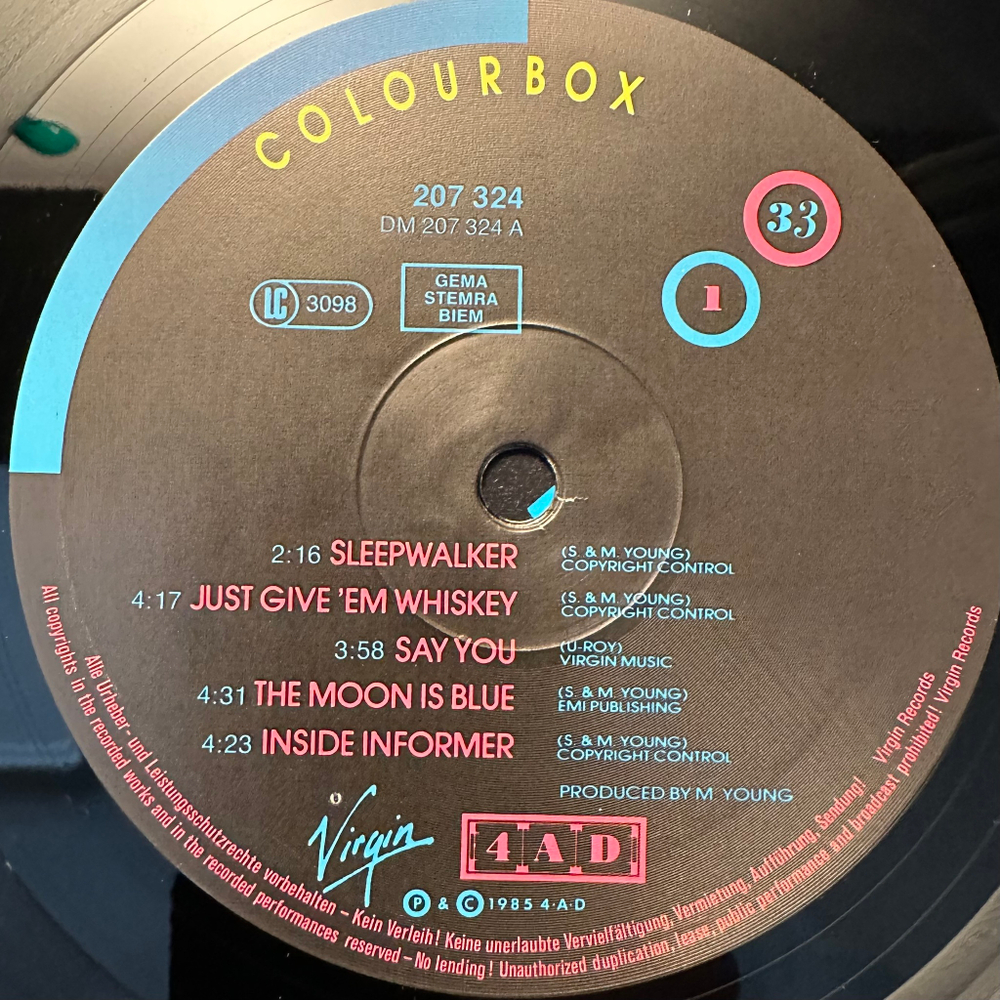 COLOURBOX
207 324
DM 207 324 A
33
LC 3098
GEMA
STEMRA
BIEM
1
2:16 SLEEPWALKER (S. & M. YOUNG)
COPYRIGHT CONTROL
4:17 JUST GIVE 'EM WHISKEY (S. & M. YOUNG)
COPYRIGHT CONTROL
3:58 SAY YOU (U-ROY)
VIRGIN MUSIC
4:31 THE MOON IS BLUE (S. & M. YOUNG)
EMI PUBLISHING
4:23 INSIDE INFORMER (S. & M. YOUNG)
COPYRIGHT CONTROL
PRODUCED BY M YOUNG
Virgin
4AD
Ⓟ & © 1985 4·A·D
Alle Urheber- und Leistungsschutzrechte vorbehalten – Kein Verleih! Keine unerlaubte Vervielfältigung, Vermietung, Aufführung, Sendung! Virgin Records
All copyrights in the recorded works and in the recorded performances reserved – No lending! Unauthorized duplication, lease, public performance and broadcast prohibited! Virgin Records